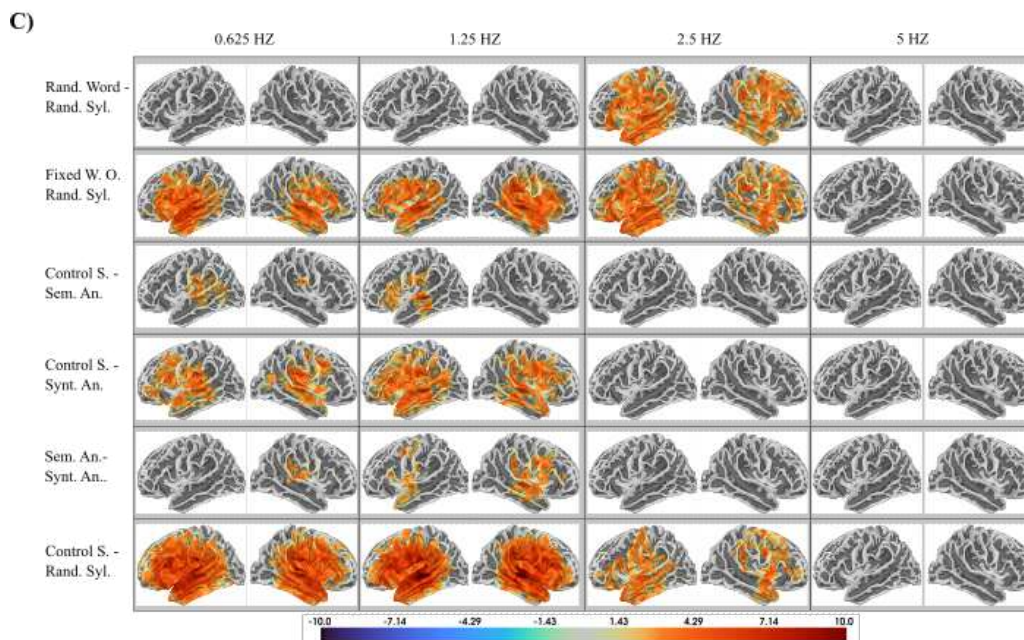 C)
0.625 HZ 1.25 HZ 2.5 HZ 5 HZ
Rand. Word -
Rand. Syl.
Fixed W. O.
Rand. Syl.
Control S. -
Sem. An.
Control S. -
Synt. An.
Sem. An.-
Synt. An..
Control S. -
Rand. Syl.
-10.0 -7.14 -4.29 -1.43 1.43 4.29 7.14 10.0